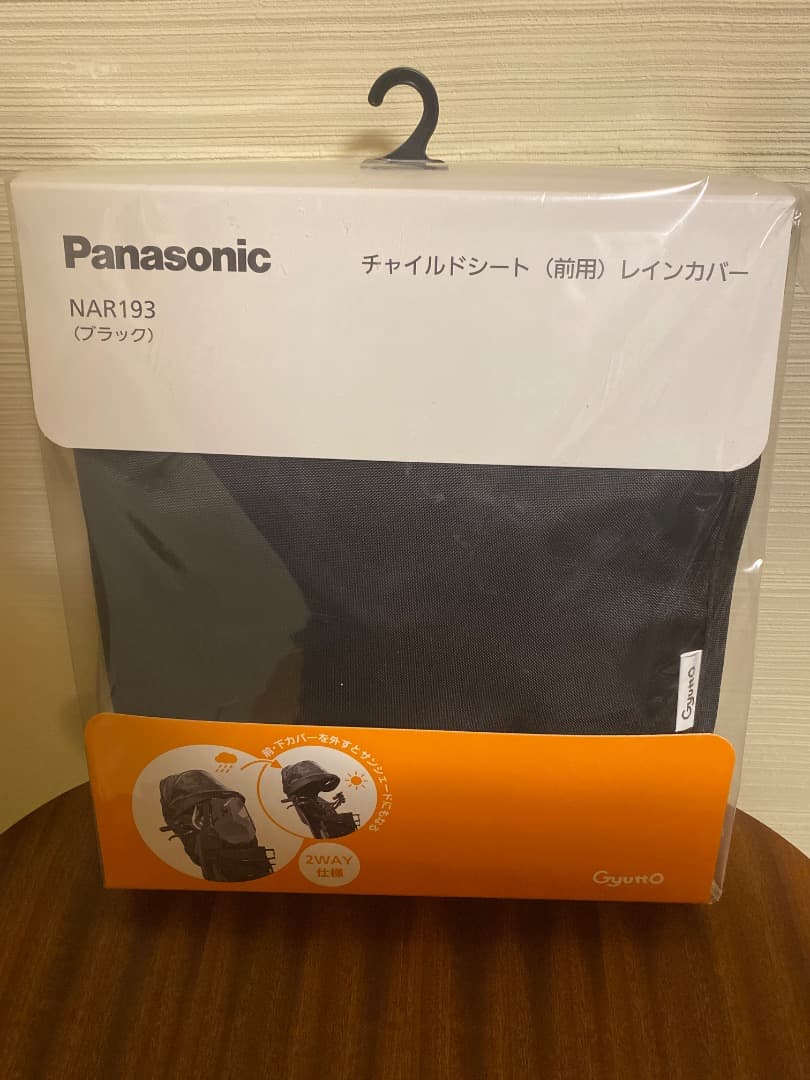 Panasonic
チャイルドシート（前用）レインカバー
NAR193
（ブラック）
Gyutto
前・下カバーを外すとサンシェードにもなる
2WAY
仕様
Gyutto